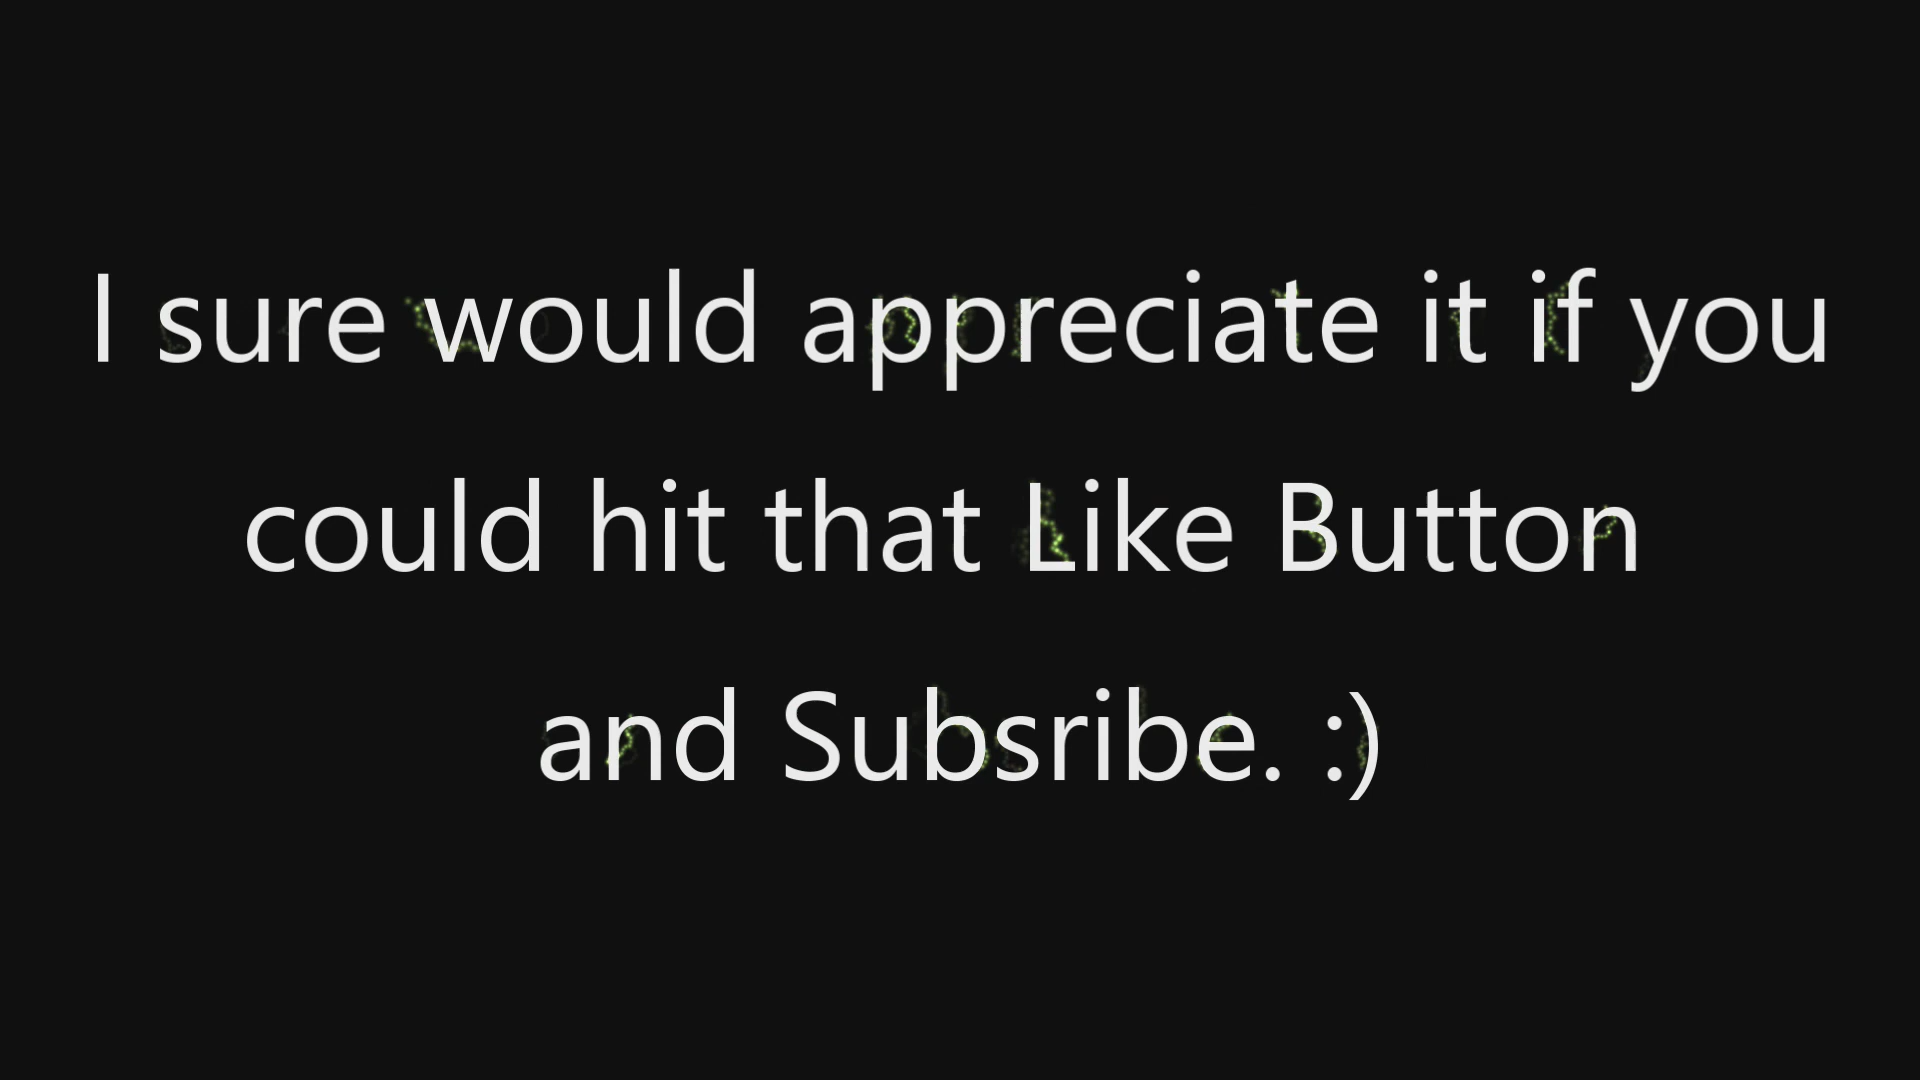 I sure would appreciate it if you
could hit that Like Button
and Subsribe. :)